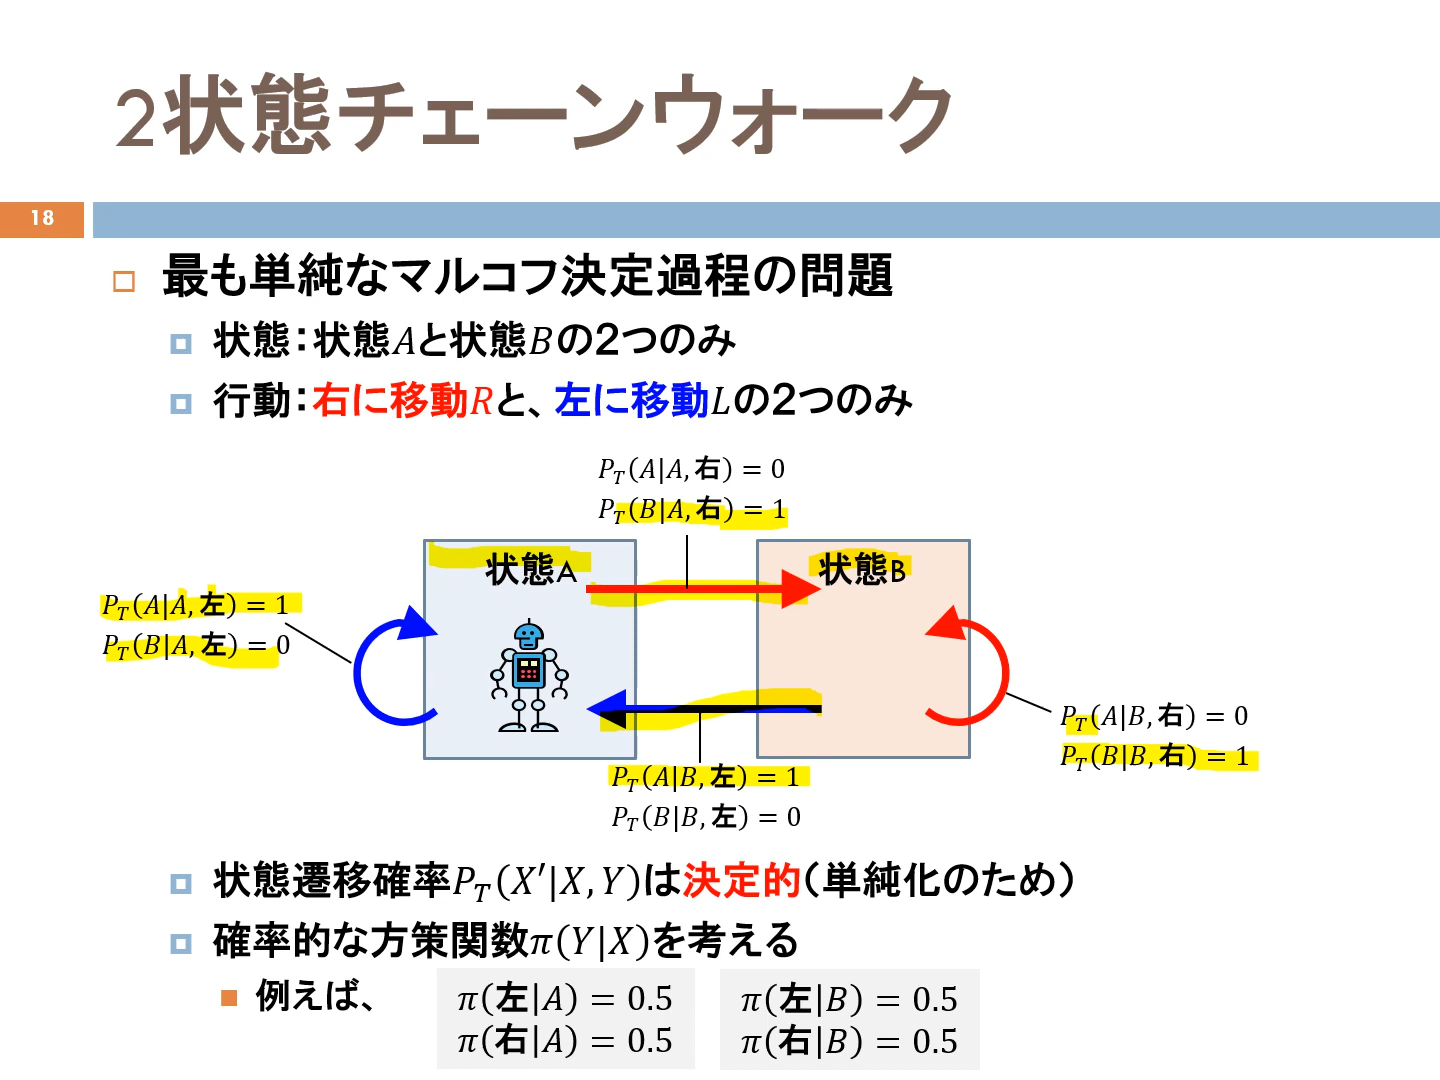 2状態チェーンウォーク
18
最も単純なマルコフ決定過程の問題
状態：状態Aと状態Bの２つのみ
行動：右に移動Rと、左に移動Lの２つのみ
P_T(A|A,右) = 0
P_T(B|A,右) = 1
状態A
状態B
P_T(A|A,左) = 1
P_T(B|A,左) = 0
P_T(A|B,右) = 0
P_T(B|B,右) = 1
P_T(A|B,左) = 1
P_T(B|B,左) = 0
状態遷移確率P_T(X′|X,Y)は決定的（単純化のため）
確率的な方策関数π(Y|X)を考える
例えば、
π(左|A) = 0.5
π(右|A) = 0.5
π(左|B) = 0.5
π(右|B) = 0.5